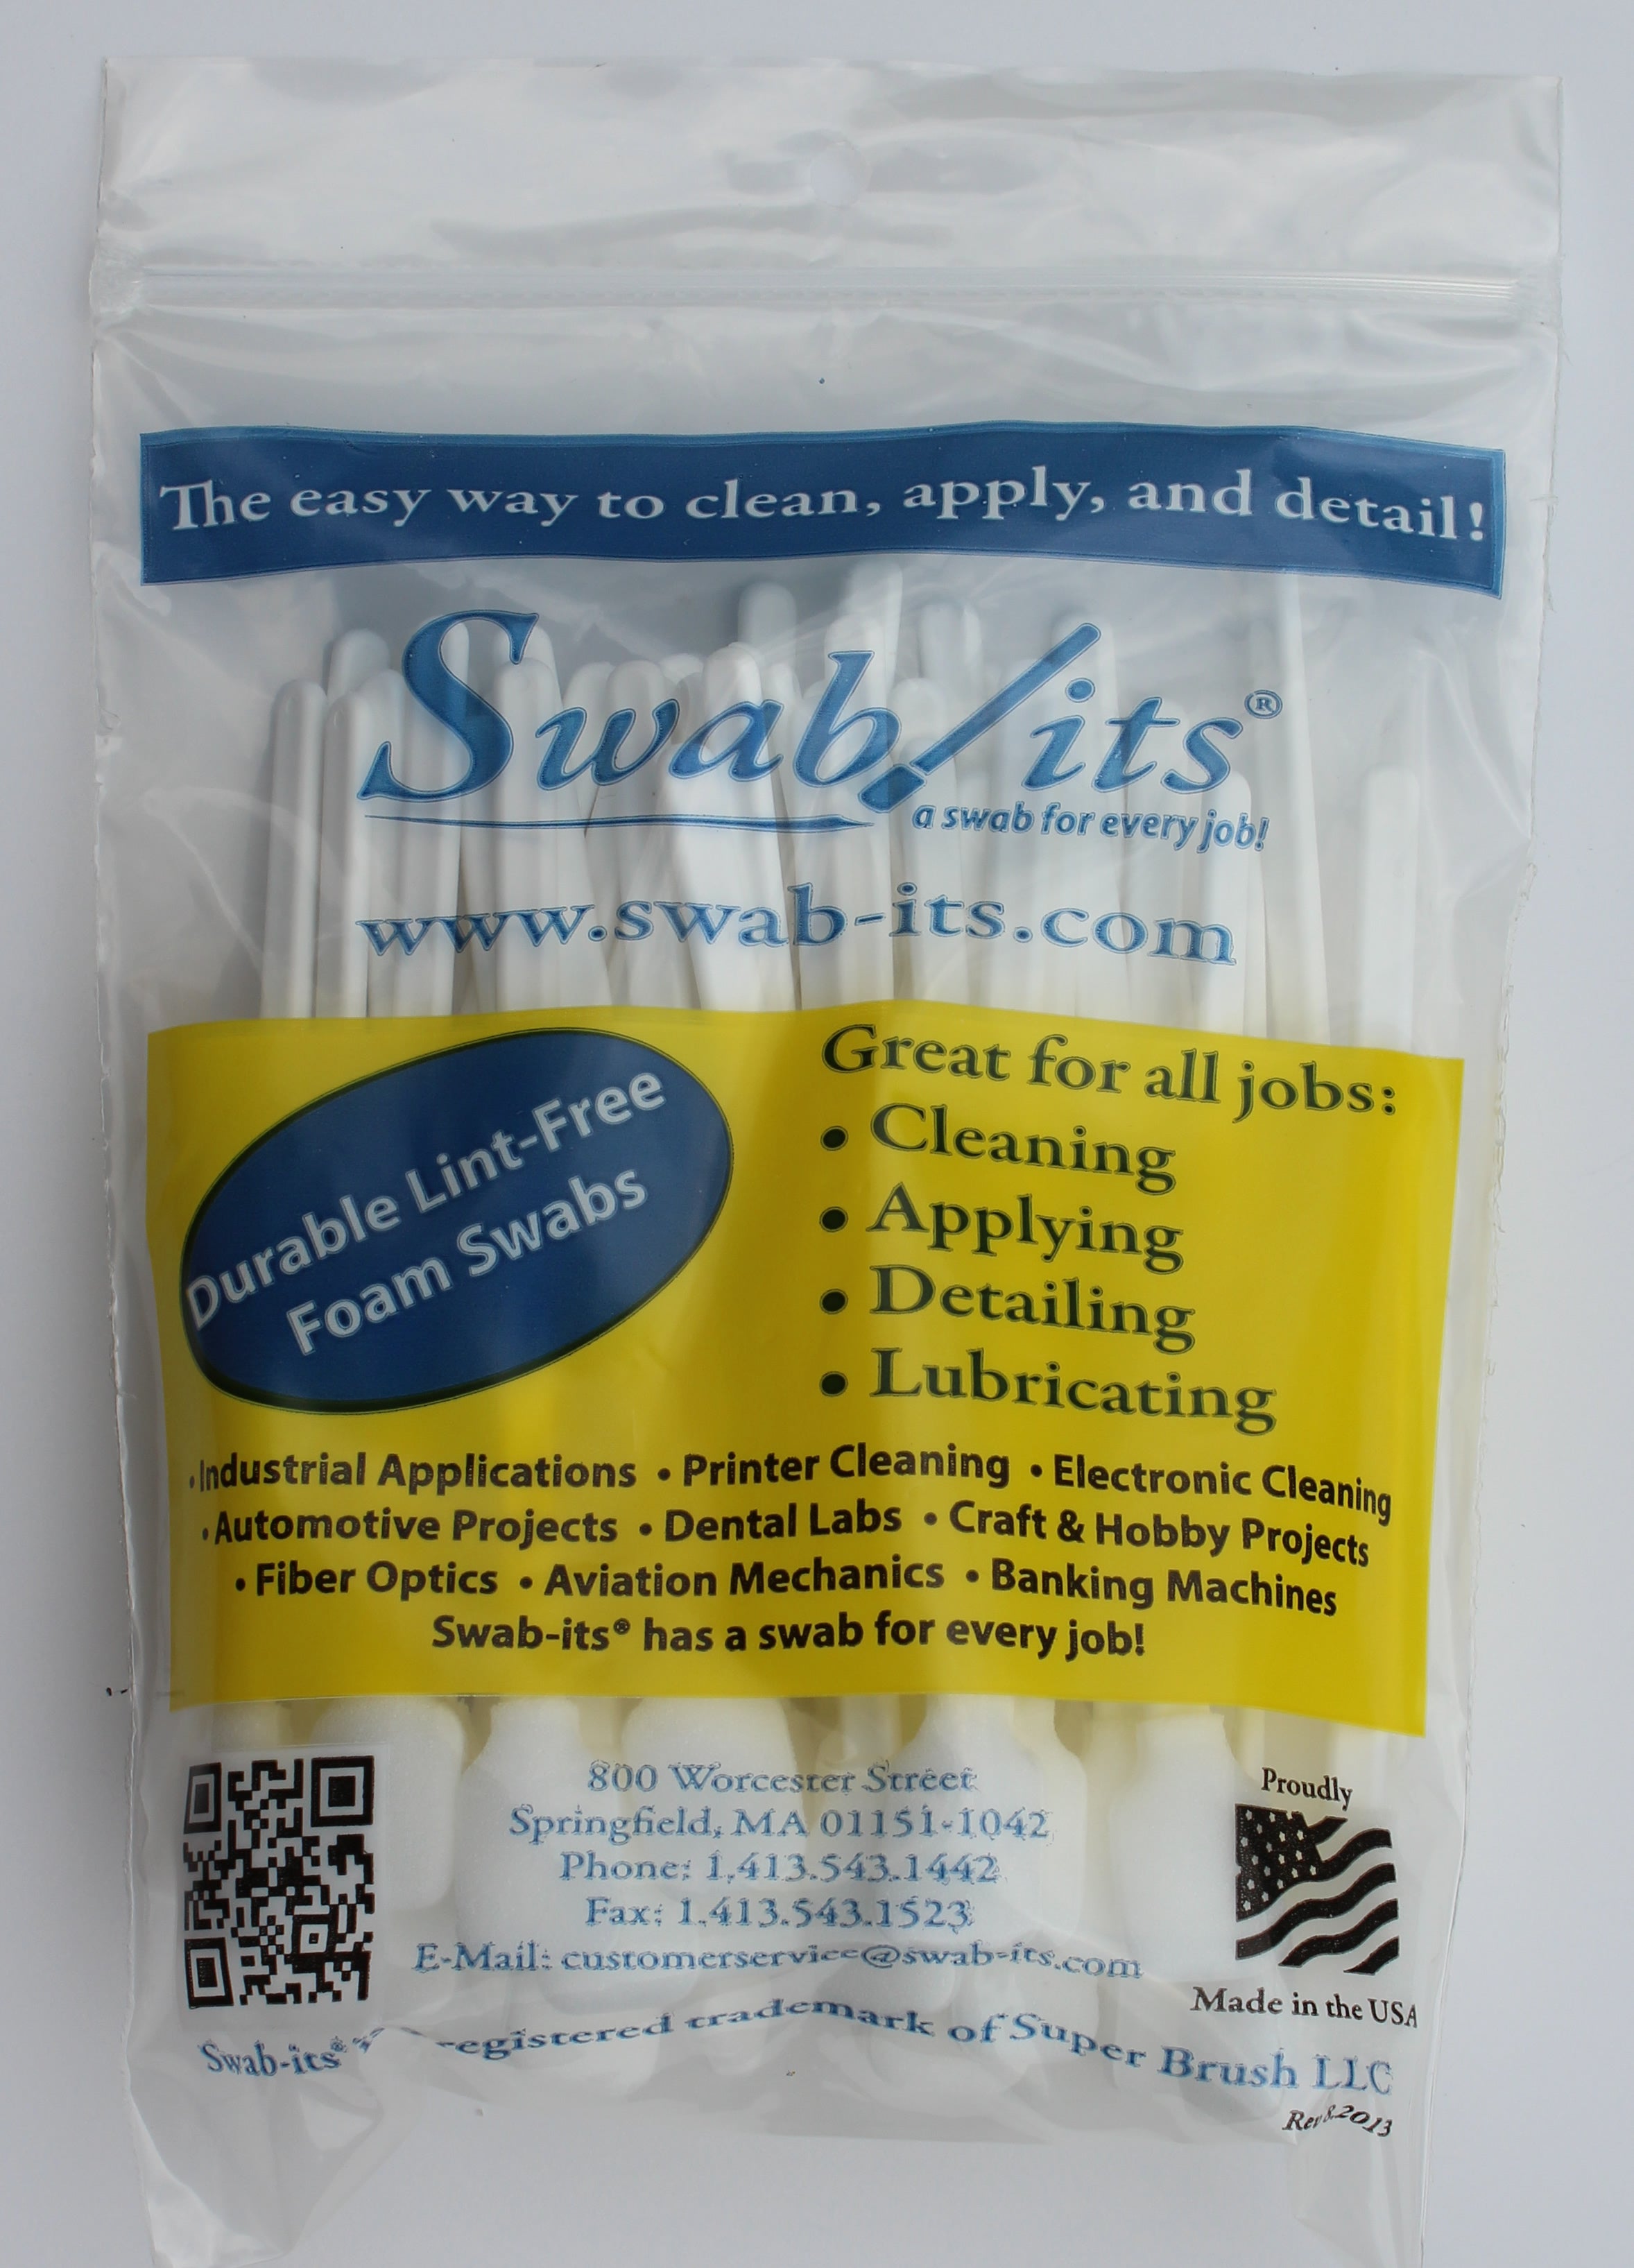 The easy way to clean, apply, and detail!
Swab-its®
a swab for every job!
www.swab-its.com
Durable Lint-Free
Foam Swabs
Great for all jobs:
• Cleaning
• Applying
• Detailing
• Lubricating
•Industrial Applications • Printer Cleaning • Electronic Cleaning
•Automotive Projects • Dental Labs • Craft & Hobby Projects
• Fiber Optics • Aviation Mechanics • Banking Machines
Swab-its® has a swab for every job!
800 Worcester Street
Springfield, MA 01151-1042
Phone: 1.413.543.1442
Fax: 1.413.543.1523
E-Mail: customerservice@swab-its.com
Proudly
Made in the USA
Swab-its® registered trademark of Super Brush LLC
Rev 8.2013